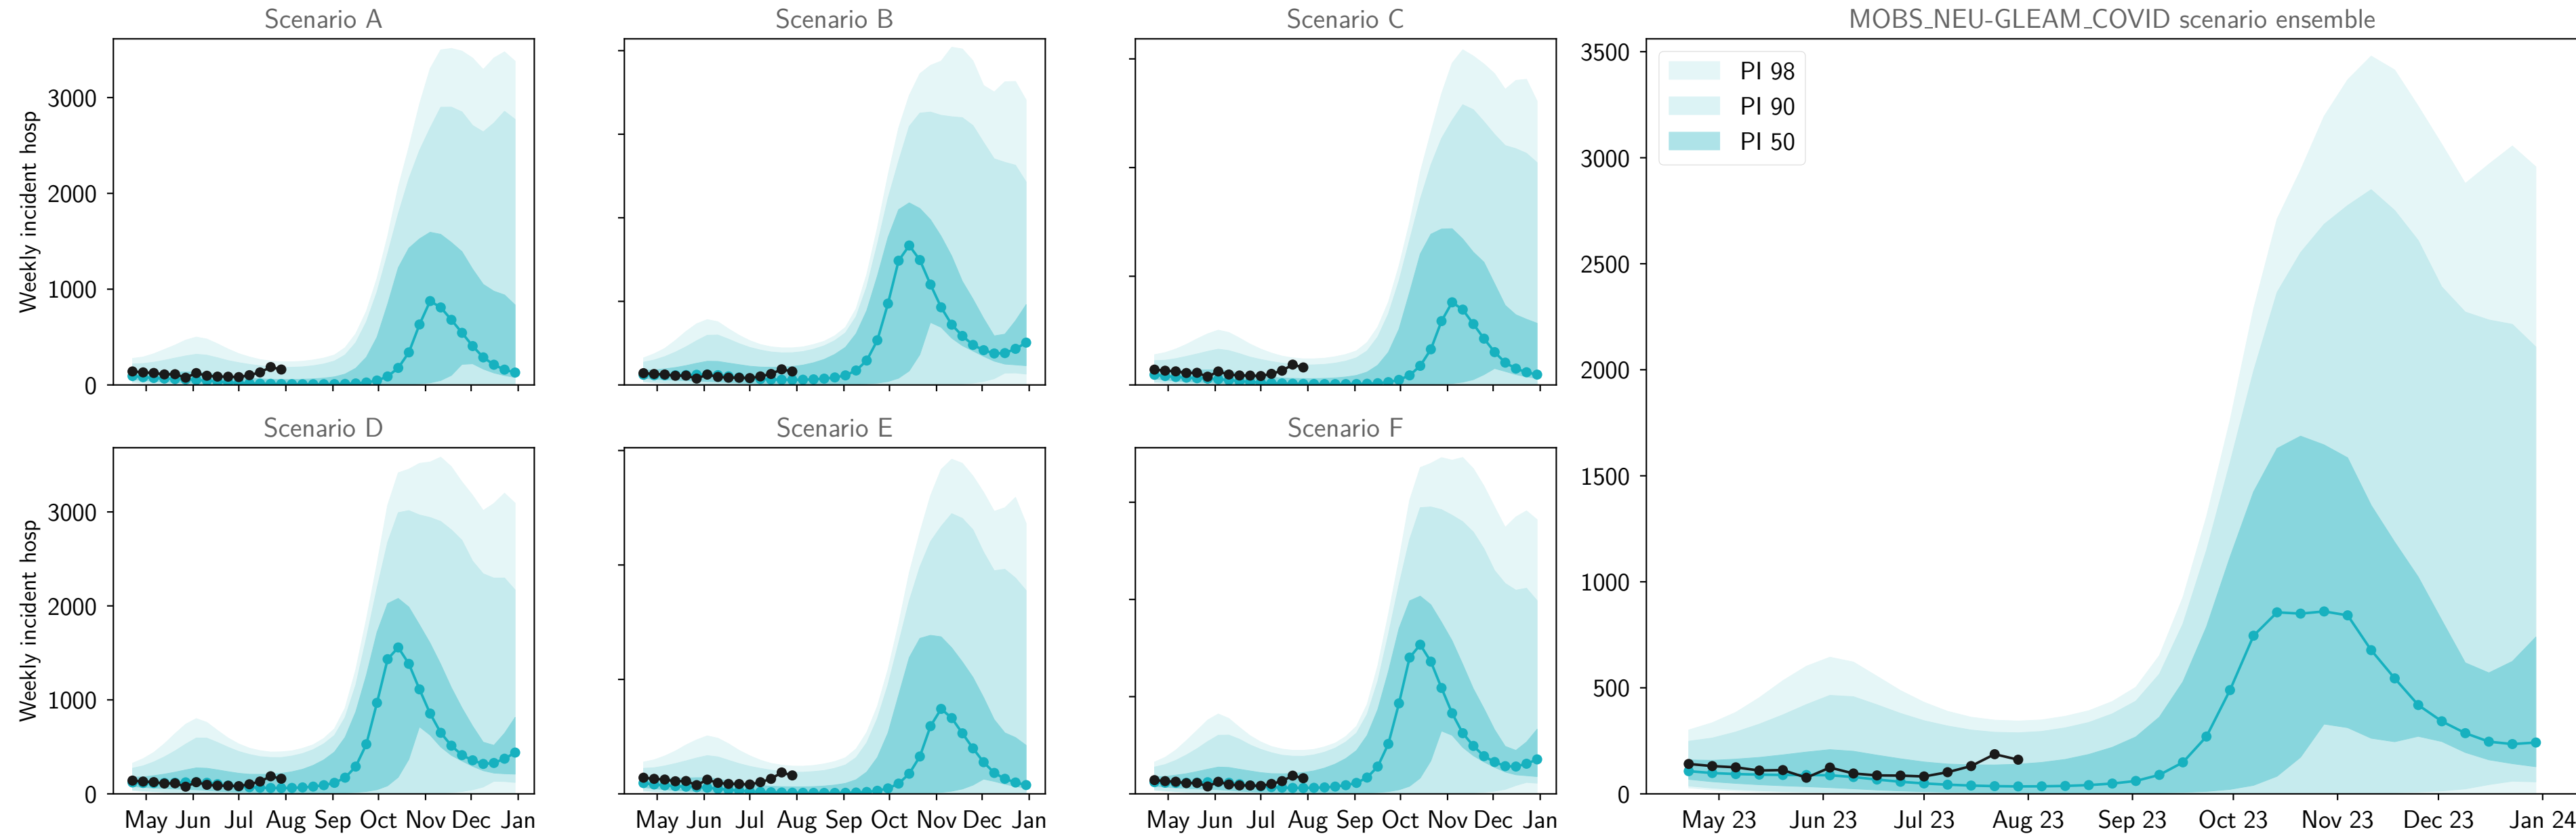 Scenario A
Scenario B
Scenario C
MOBS_NEU-GLEAM_COVID scenario ensemble
Weekly incident hosp
3000
2000
1000
0
3500
3000
2500
2000
1500
1000
500
0
PI 98
PI 90
PI 50
Scenario D
Scenario E
Scenario F
Weekly incident hosp
3000
2000
1000
0
May Jun Jul Aug Sep Oct Nov Dec Jan
May Jun Jul Aug Sep Oct Nov Dec Jan
May Jun Jul Aug Sep Oct Nov Dec Jan
May 23 Jun 23 Jul 23 Aug 23 Sep 23 Oct 23 Nov 23 Dec 23 Jan 24